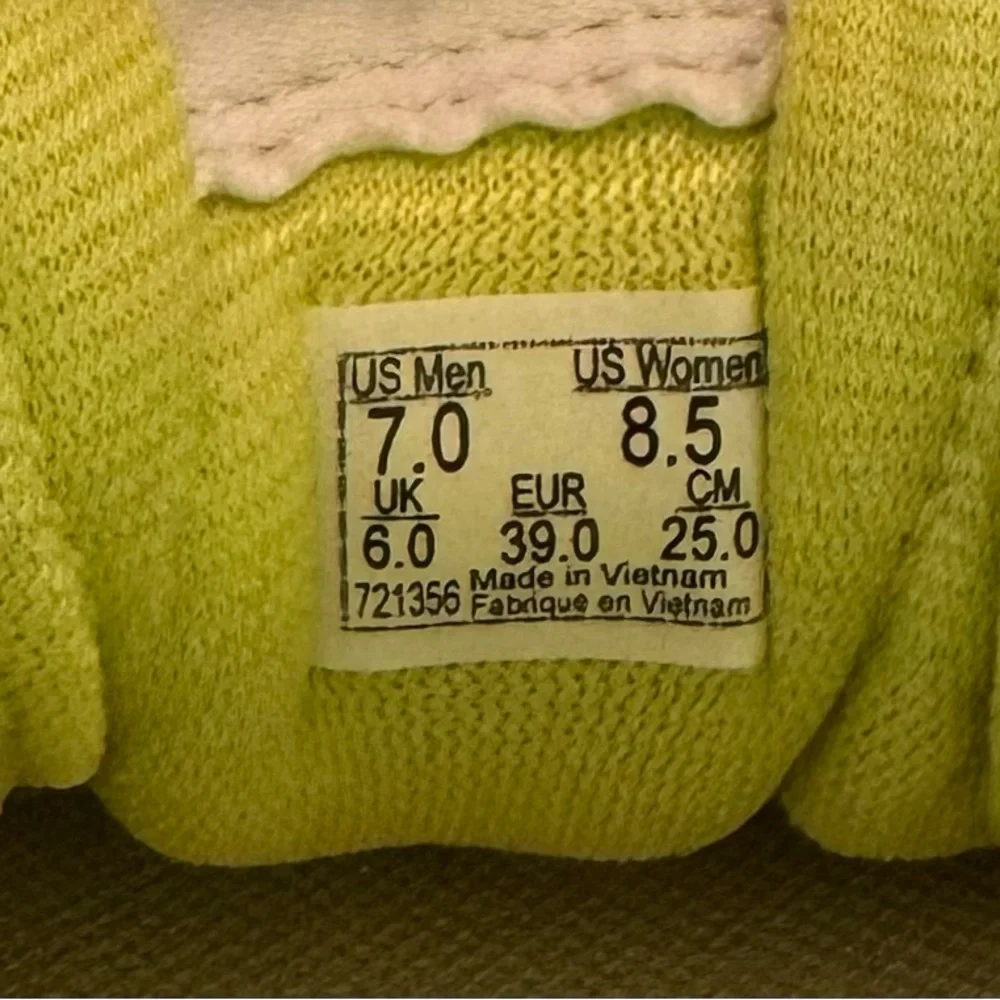 US Men US Women
7.0 8.5
UK EUR CM
6.0 39.0 25.0
Made in Vietnam
721356 Fabrique en Vietnam